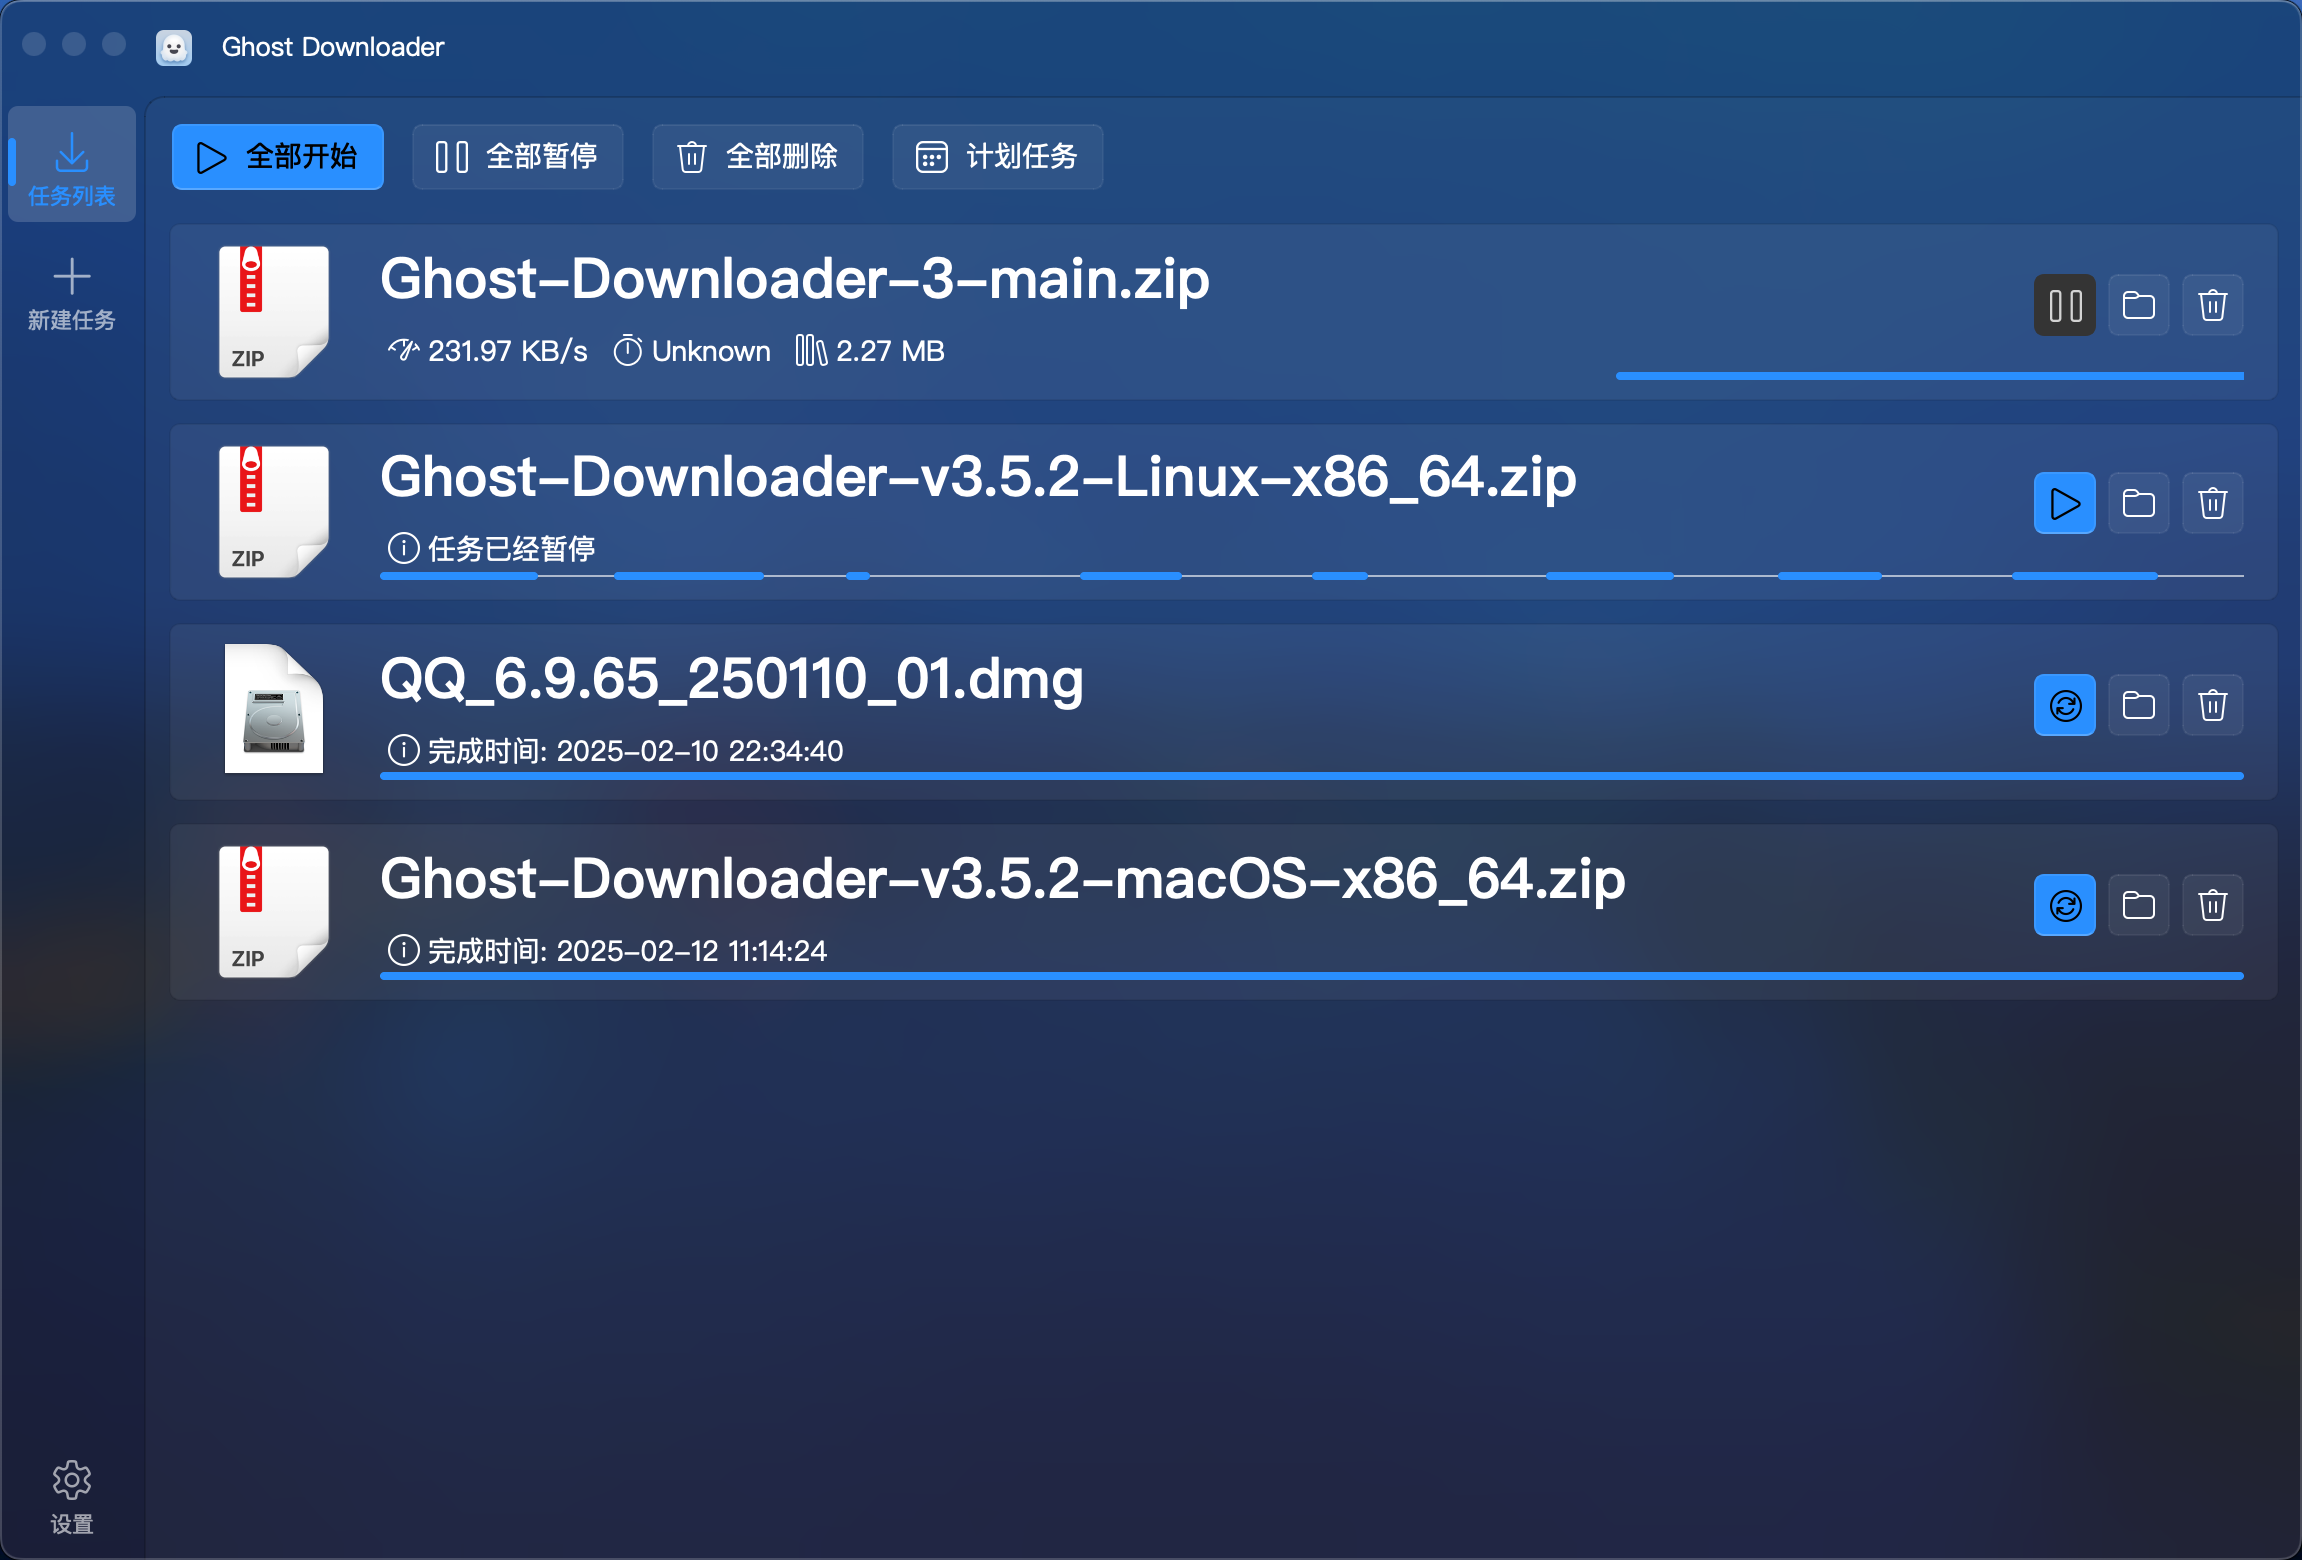 Ghost Downloader
任务列表
新建任务
全部开始 全部暂停 全部删除 计划任务
ZIP
Ghost-Downloader-3-main.zip
231.97 KB/s Unknown 2.27 MB
ZIP
Ghost-Downloader-v3.5.2-Linux-x86_64.zip
任务已经暂停
QQ_6.9.65_250110_01.dmg
完成时间: 2025-02-10 22:34:40
ZIP
Ghost-Downloader-v3.5.2-macOS-x86_64.zip
完成时间: 2025-02-12 11:14:24
设置